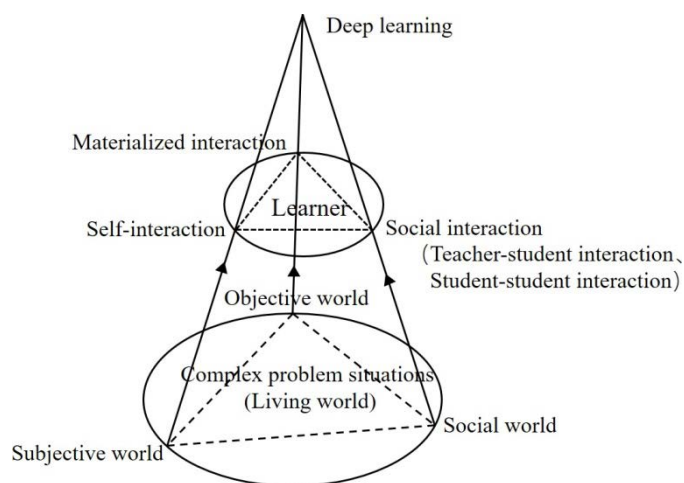 Deep learning
Materialized interaction
Learner
Self-interaction
Social interaction
（Teacher-student interaction、
Student-student interaction）
Objective world
Complex problem situations
(Living world)
Social world
Subjective world